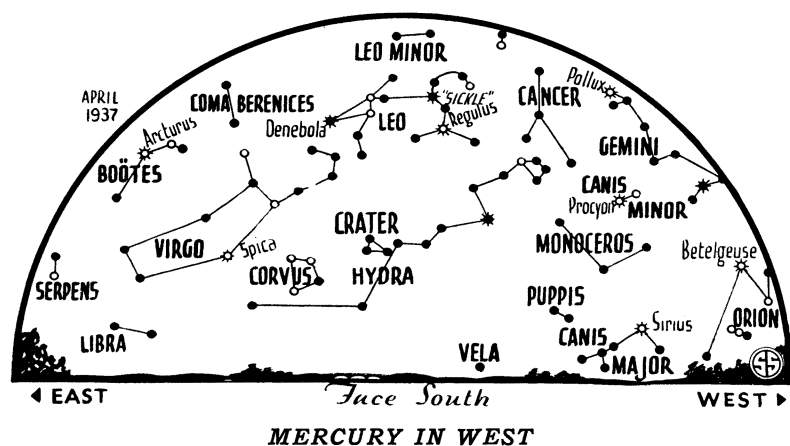 LEO MINOR
APRIL
1937
COMA BERENICES
"SICKLE"
CANCER
Pollux
Arcturus
Denebola
LEO
Regulus
BOÖTES
GEMINI
CANIS
MINOR
Procyon
CRATER
VIRGO
Spica
MONOCEROS
Betelgeuse
CORVUS
HYDRA
SERPENS
PUPPIS
LIBRA
CANIS
MAJOR
Sirius
ORION
VELA
SS
EAST
Face South
WEST
MERCURY IN WEST